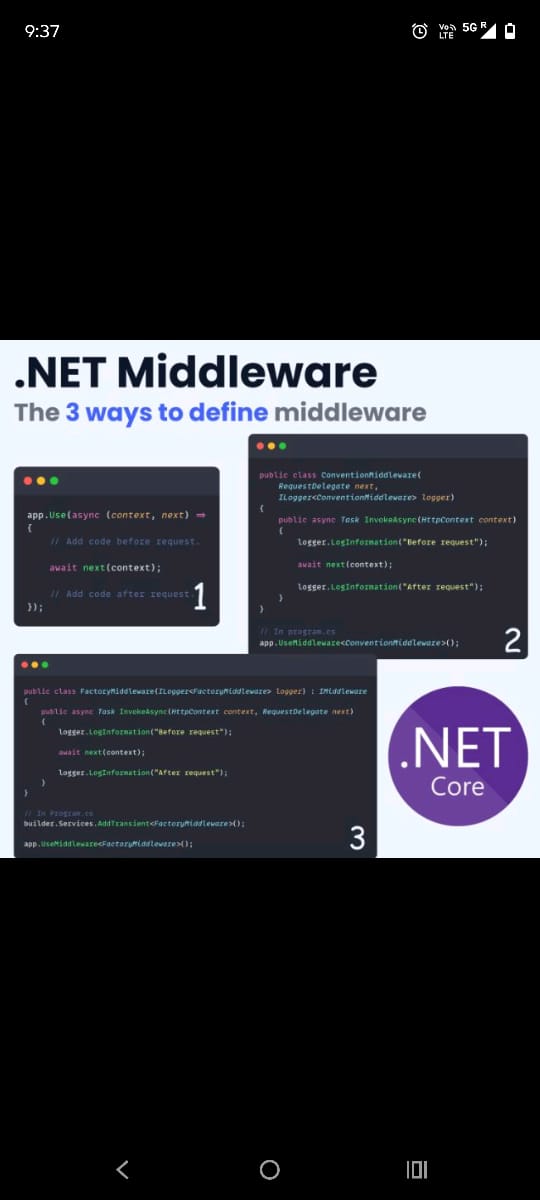 9:37
Vo))
LTE
5G R
.NET Middleware
The 3 ways to define middleware
app.Use(async (context, next) =>
{
// Add code before request.
await next(context);
// Add code after request.
});
1
public class ConventionMiddleware(
RequestDelegate next,
ILogger<ConventionMiddleware> logger)
{
public async Task InvokeAsync(HttpContext context)
{
logger.LogInformation("Before request");
await next(context);
logger.LogInformation("After request");
}
}
// In program.cs
app.UseMiddleware<ConventionMiddleware>();
2
public class FactoryMiddleware(ILogger<FactoryMiddleware> logger) : IMiddleware
{
public async Task InvokeAsync(HttpContext context, RequestDelegate next)
{
logger.LogInformation("Before request");
await next(context);
logger.LogInformation("After request");
}
}
// In Program.cs
builder.Services.AddTransient<FactoryMiddleware>();
app.UseMiddleware<FactoryMiddleware>();
3
.NET
Core